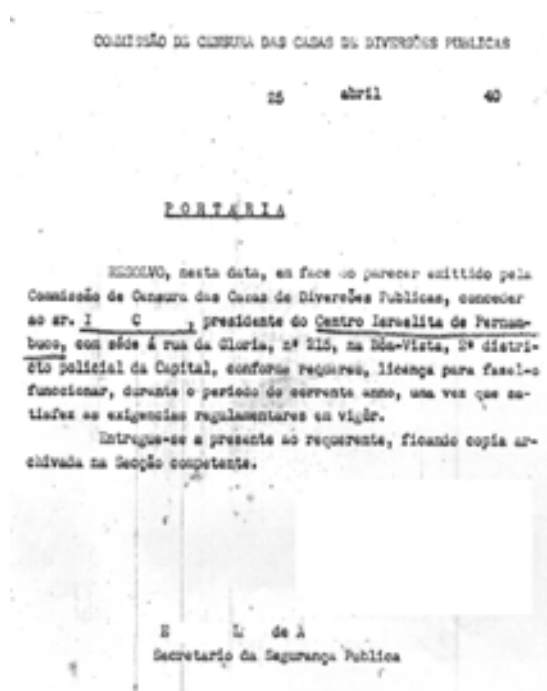 COMMISSÃO DE CENSURA DAS CASAS DE DIVERSÕES PUBLICAS
25 abril 40
PORTARIA
RESOLVO, nesta data, en face do parecer emittido pela
Commissão de Censura das Casas de Diversões Publicas, conceder
ao sr. I C , presidente do Centro Israelita de Pernam-
buco, com séde á rua da Gloria, nº 215, na Bôa-Vista, 2º distri-
cto policial da Capital, conforme requereu, licença para fazel-o
funccionar, durante o periodo do corrente anno, uma vez que sa-
tisfez as exigencias regulamentares em vigôr.
Entregue-se a presente ao requerente, ficando copia ar-
chivada na Secção competente.
E L de A
Secretario da Segurança Publica